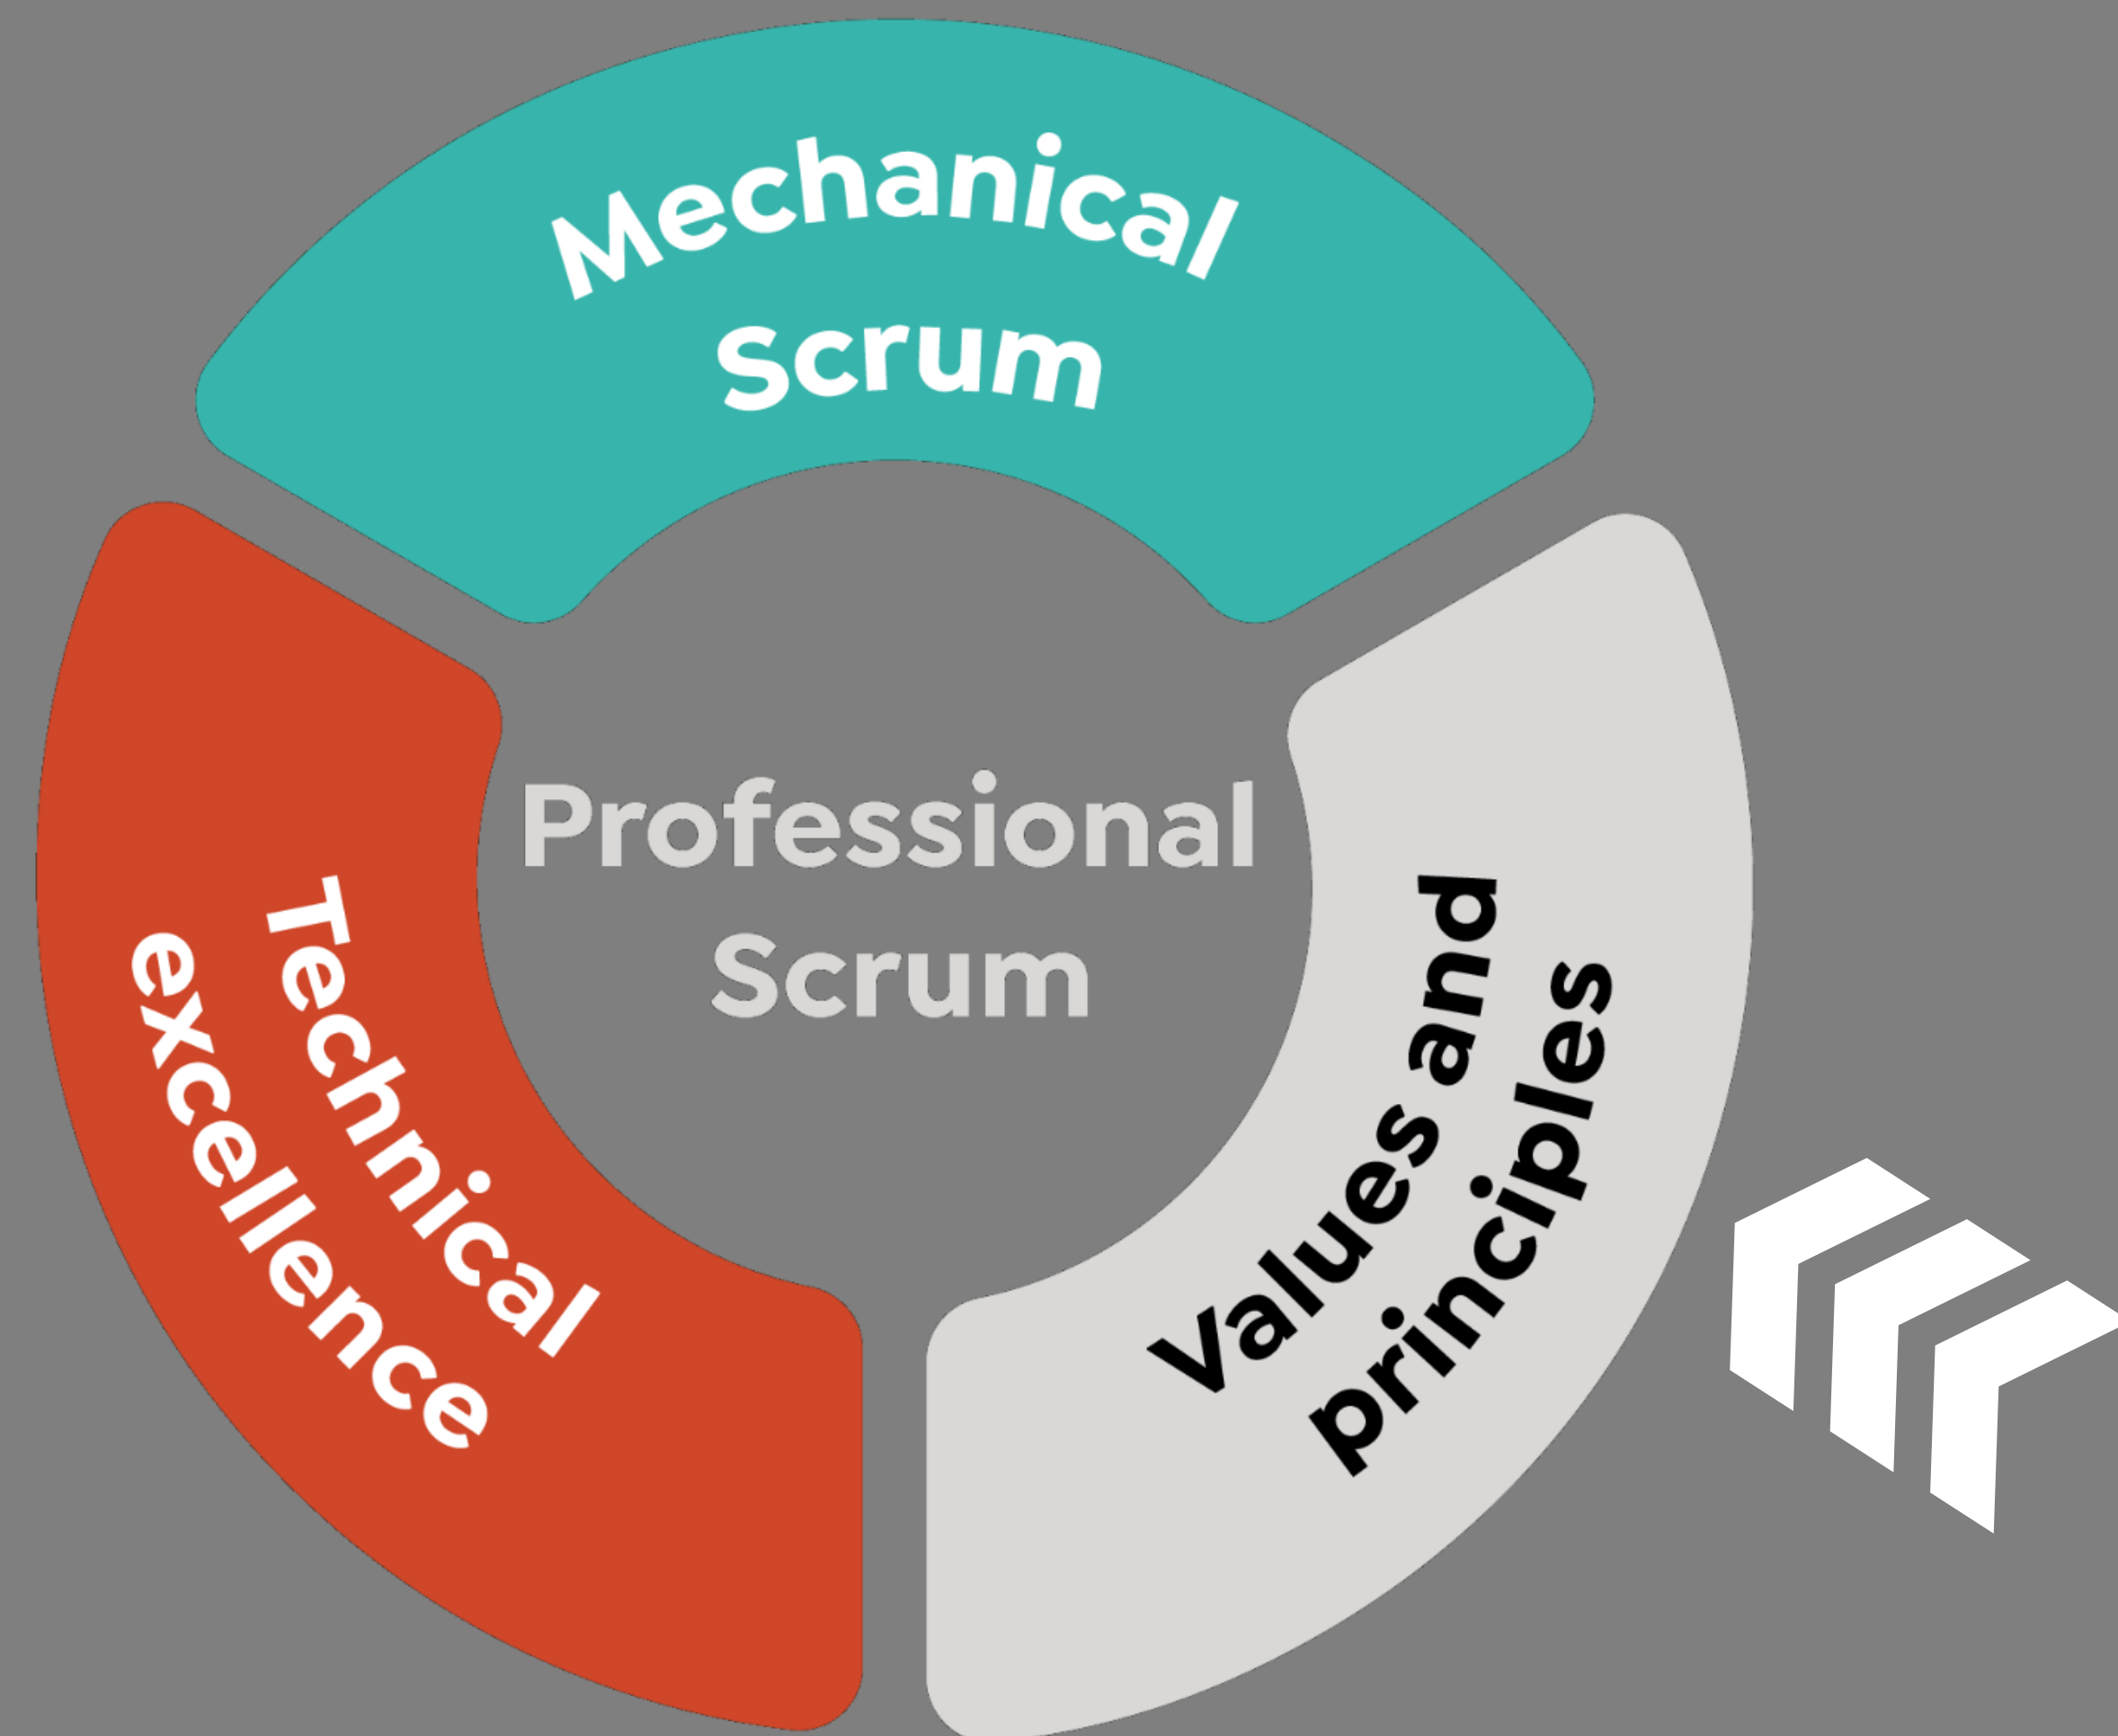 Mechanical
Scrum
Professional
Scrum
Technical
excellence
Values and
principles